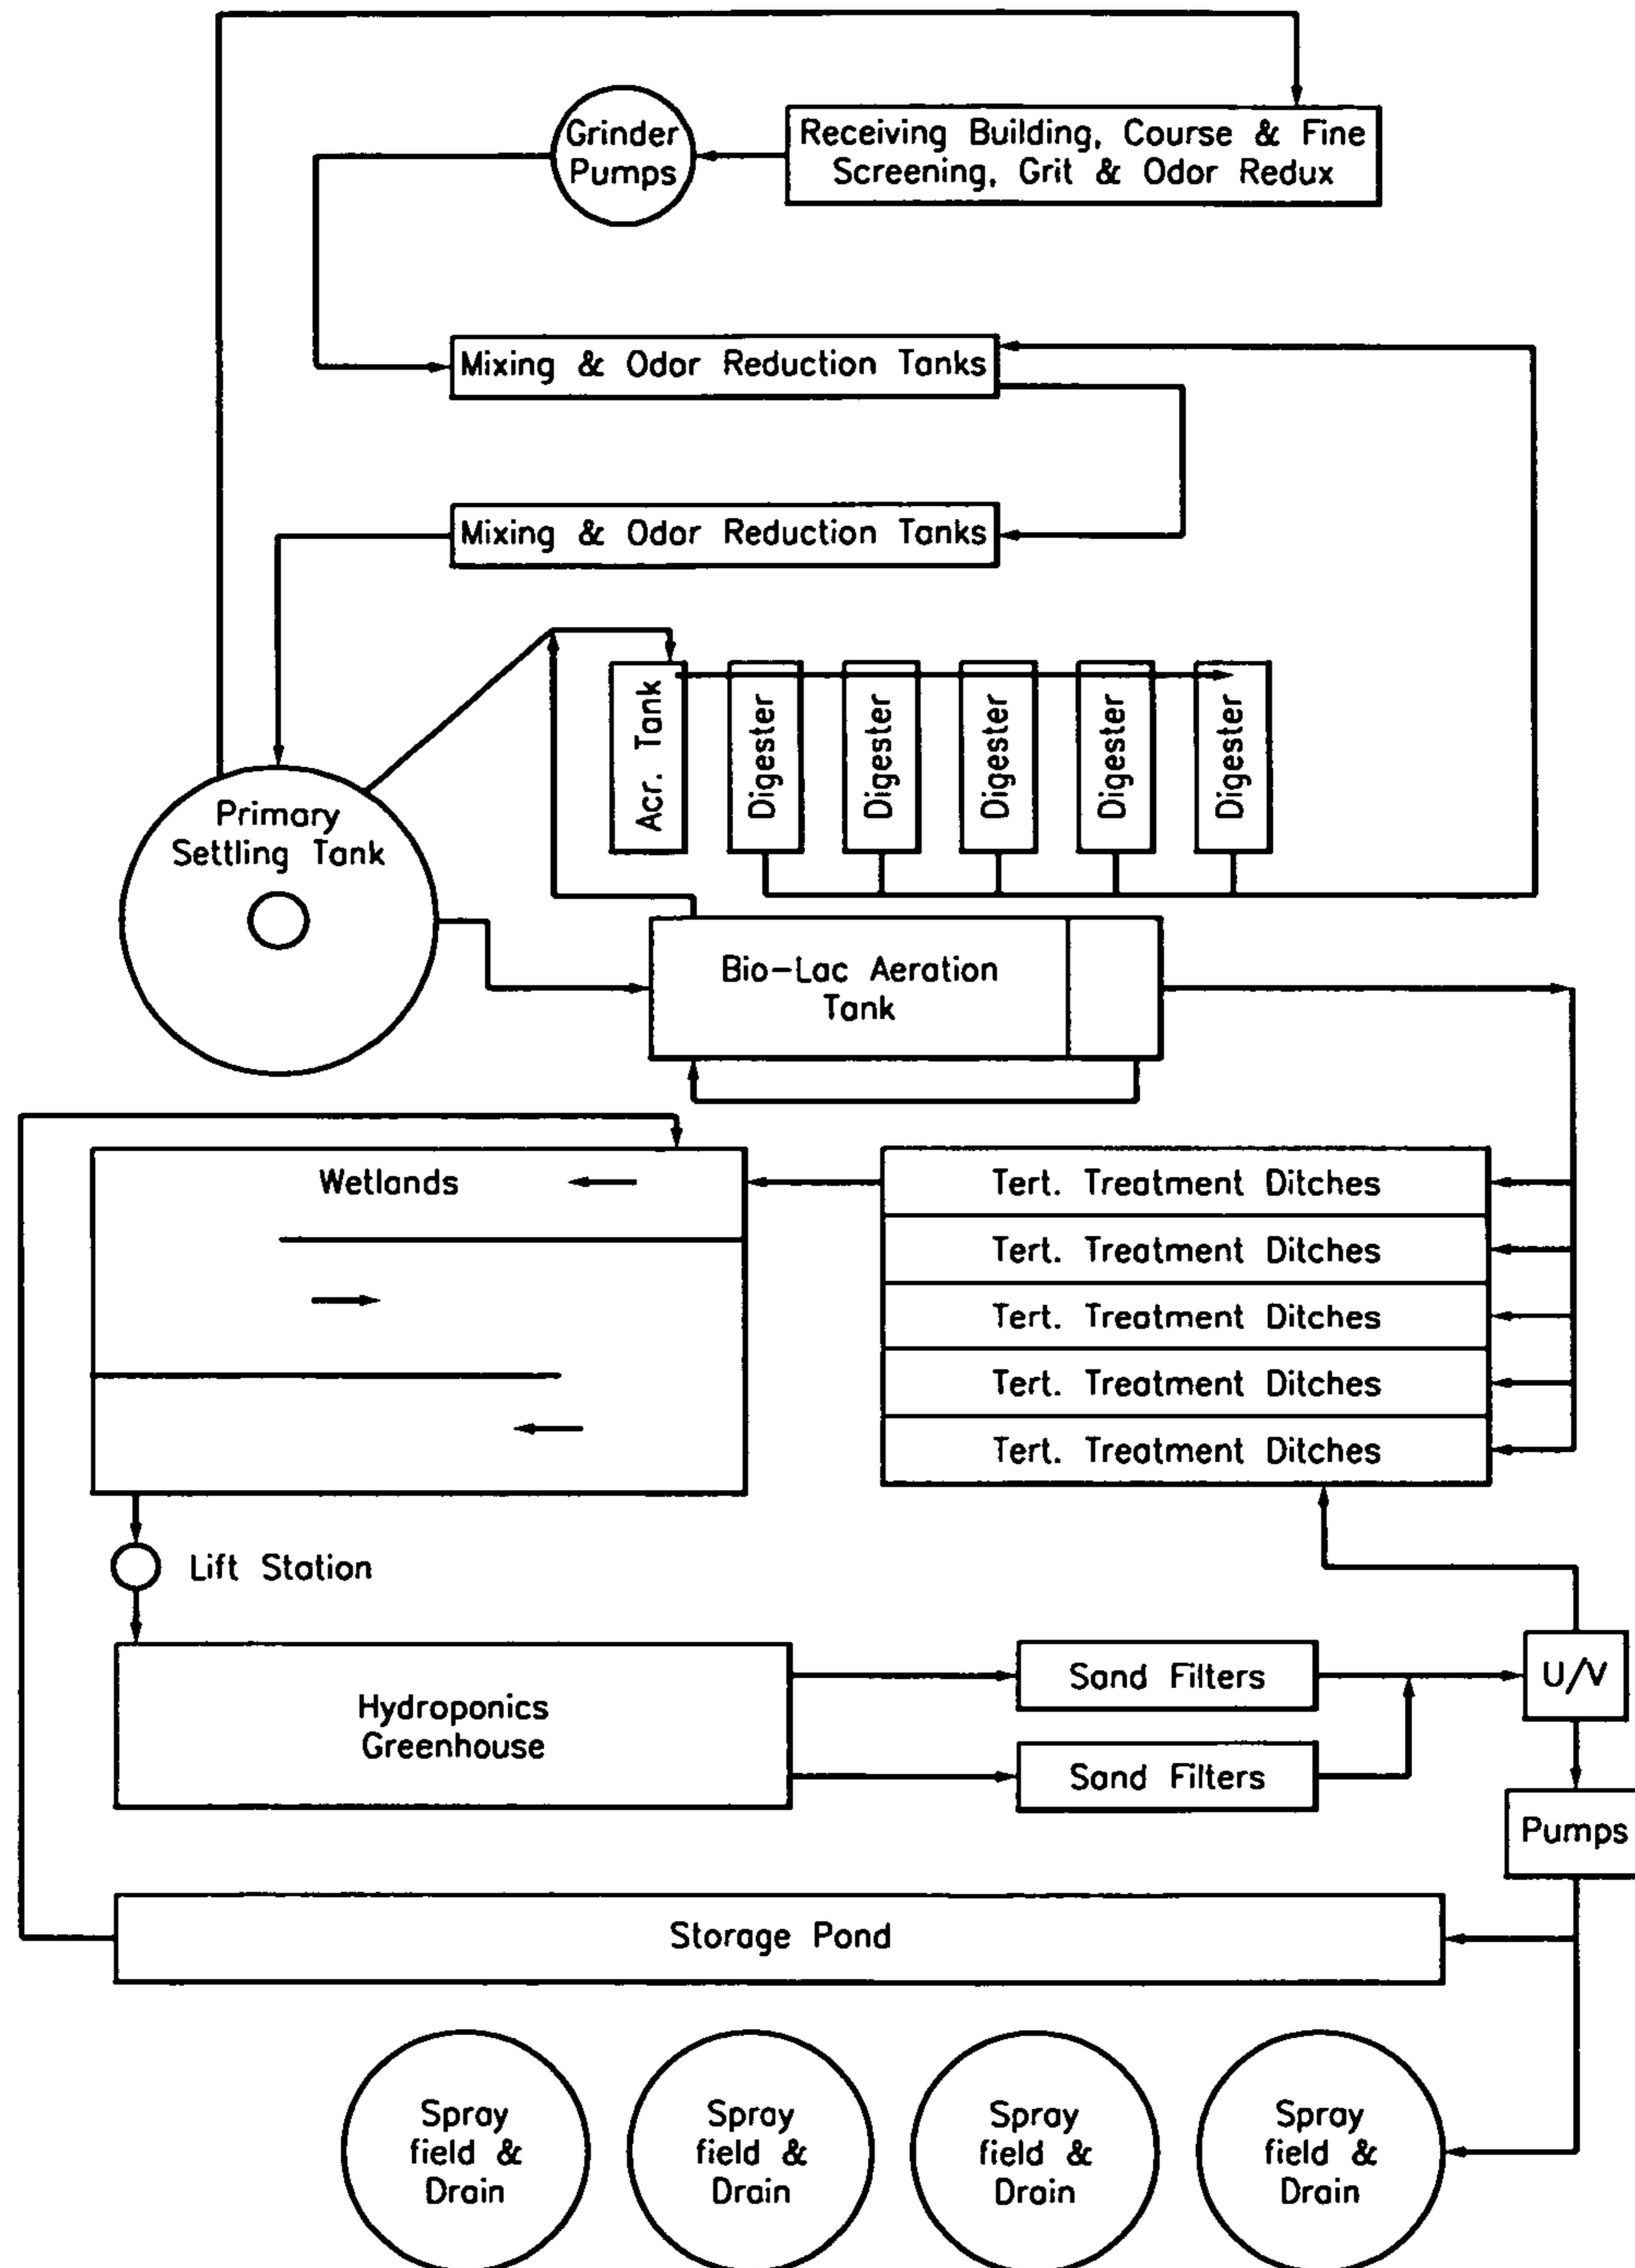 Grinder
Pumps
Receiving Building, Course & Fine
Screening, Grit & Odor Redux
Mixing & Odor Reduction Tanks
Mixing & Odor Reduction Tanks
Primary
Settling Tank
Acr. Tank
Digester
Digester
Digester
Digester
Digester
Bio-Lac Aeration
Tank
Wetlands
Tert. Treatment Ditches
Tert. Treatment Ditches
Tert. Treatment Ditches
Tert. Treatment Ditches
Tert. Treatment Ditches
Lift Station
Hydroponics
Greenhouse
Sand Filters
Sand Filters
U/V
Pumps
Storage Pond
Spray
field &
Drain
Spray
field &
Drain
Spray
field &
Drain
Spray
field &
Drain